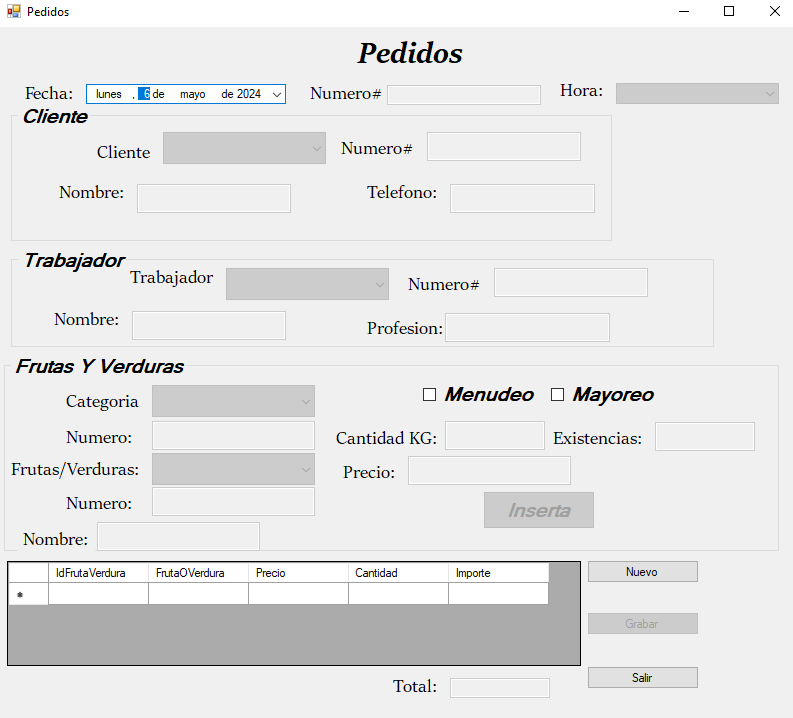 Pedidos
Pedidos
Fecha: lunes , 6 de mayo de 2024 Numero# Hora:
Cliente
Cliente Numero#
Nombre: Telefono:
Trabajador
Trabajador Numero#
Nombre: Profesion:
Frutas Y Verduras
Categoria Menudeo Mayoreo
Numero: Cantidad KG: Existencias:
Frutas/Verduras: Precio:
Numero: Inserta
Nombre:
IdFrutaVerdura FrutaOVerdura Precio Cantidad Importe Nuevo
Grabar
Salir
Total: